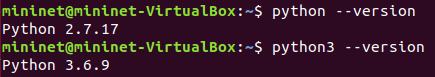 mininet@mininet-VirtualBox:~$ python --version
Python 2.7.17
mininet@mininet-VirtualBox:~$ python3 --version
Python 3.6.9